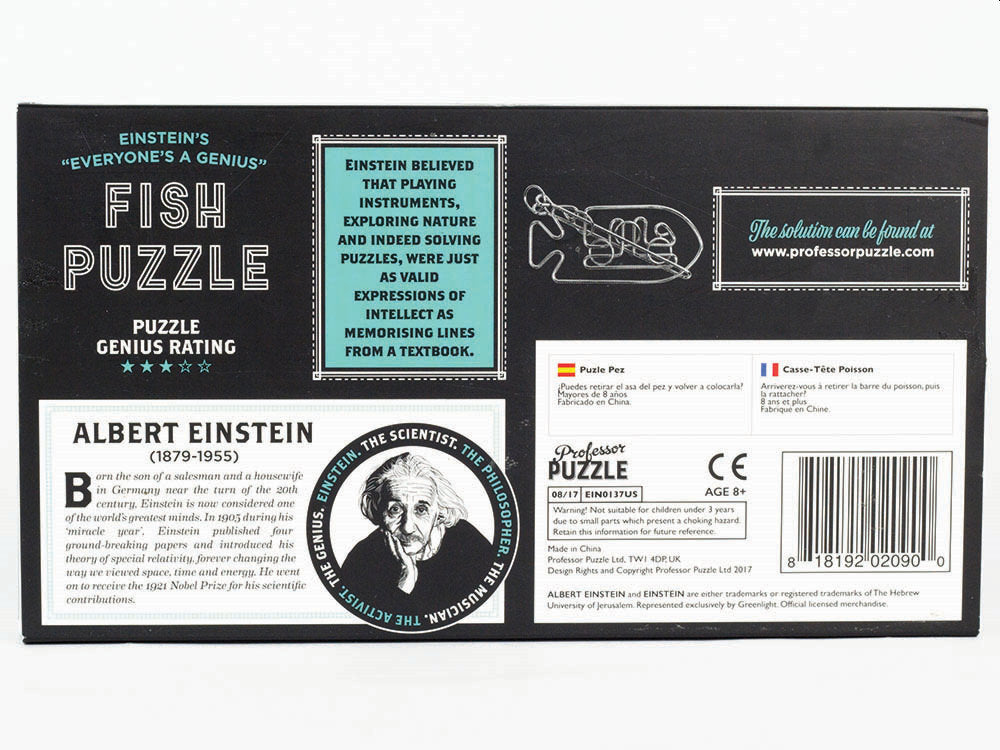 EINSTEIN'S
"EVERYONE'S A GENIUS"
FISH
PUZZLE
PUZZLE
GENIUS RATING
EINSTEIN BELIEVED
THAT PLAYING
INSTRUMENTS,
EXPLORING NATURE
AND INDEED SOLVING
PUZZLES, WERE JUST
AS VALID
EXPRESSIONS OF
INTELLECT AS
MEMORISING LINES
FROM A TEXTBOOK.
The solution can be found at
www.professorpuzzle.com
ALBERT EINSTEIN
(1879-1955)
Born the son of a salesman and a housewife
in Germany near the turn of the 20th
century, Einstein is now considered one
of the world's greatest minds. In 1905 during his
'miracle year', Einstein published four
ground-breaking papers and introduced his
theory of special relativity, forever changing the
way we viewed space, time and energy. He went
on to receive the 1921 Nobel Prize for his scientific
contributions.
THE GENIUS. EINSTEIN. THE SCIENTIST. THE PHILOSOPHER. THE MUSICIAN. THE ACTIVIST.
Puzle Pez
¿Puedes retirar el asa del pez y volver a colocarla?
Mayores de 8 años
Fabricado en China.
Casse-Tête Poisson
Arriverez-vous à retirer la barre du poisson, puis
la rattacher?
8 ans et plus
Fabriqué en Chine.
Professor
PUZZLE
CE
08/17 EIN0137US
AGE 8+
Warning! Not suitable for children under 3 years
due to small parts which present a choking hazard.
Retain this information for future reference.
Made in China
Professor Puzzle Ltd, TW1 4DP, UK
Design Rights and Copyright Professor Puzzle Ltd 2017
8 18192 02090 0
ALBERT EINSTEIN and EINSTEIN are either trademarks or registered trademarks of The Hebrew
University of Jerusalem. Represented exclusively by Greenlight. Official licensed merchandise.